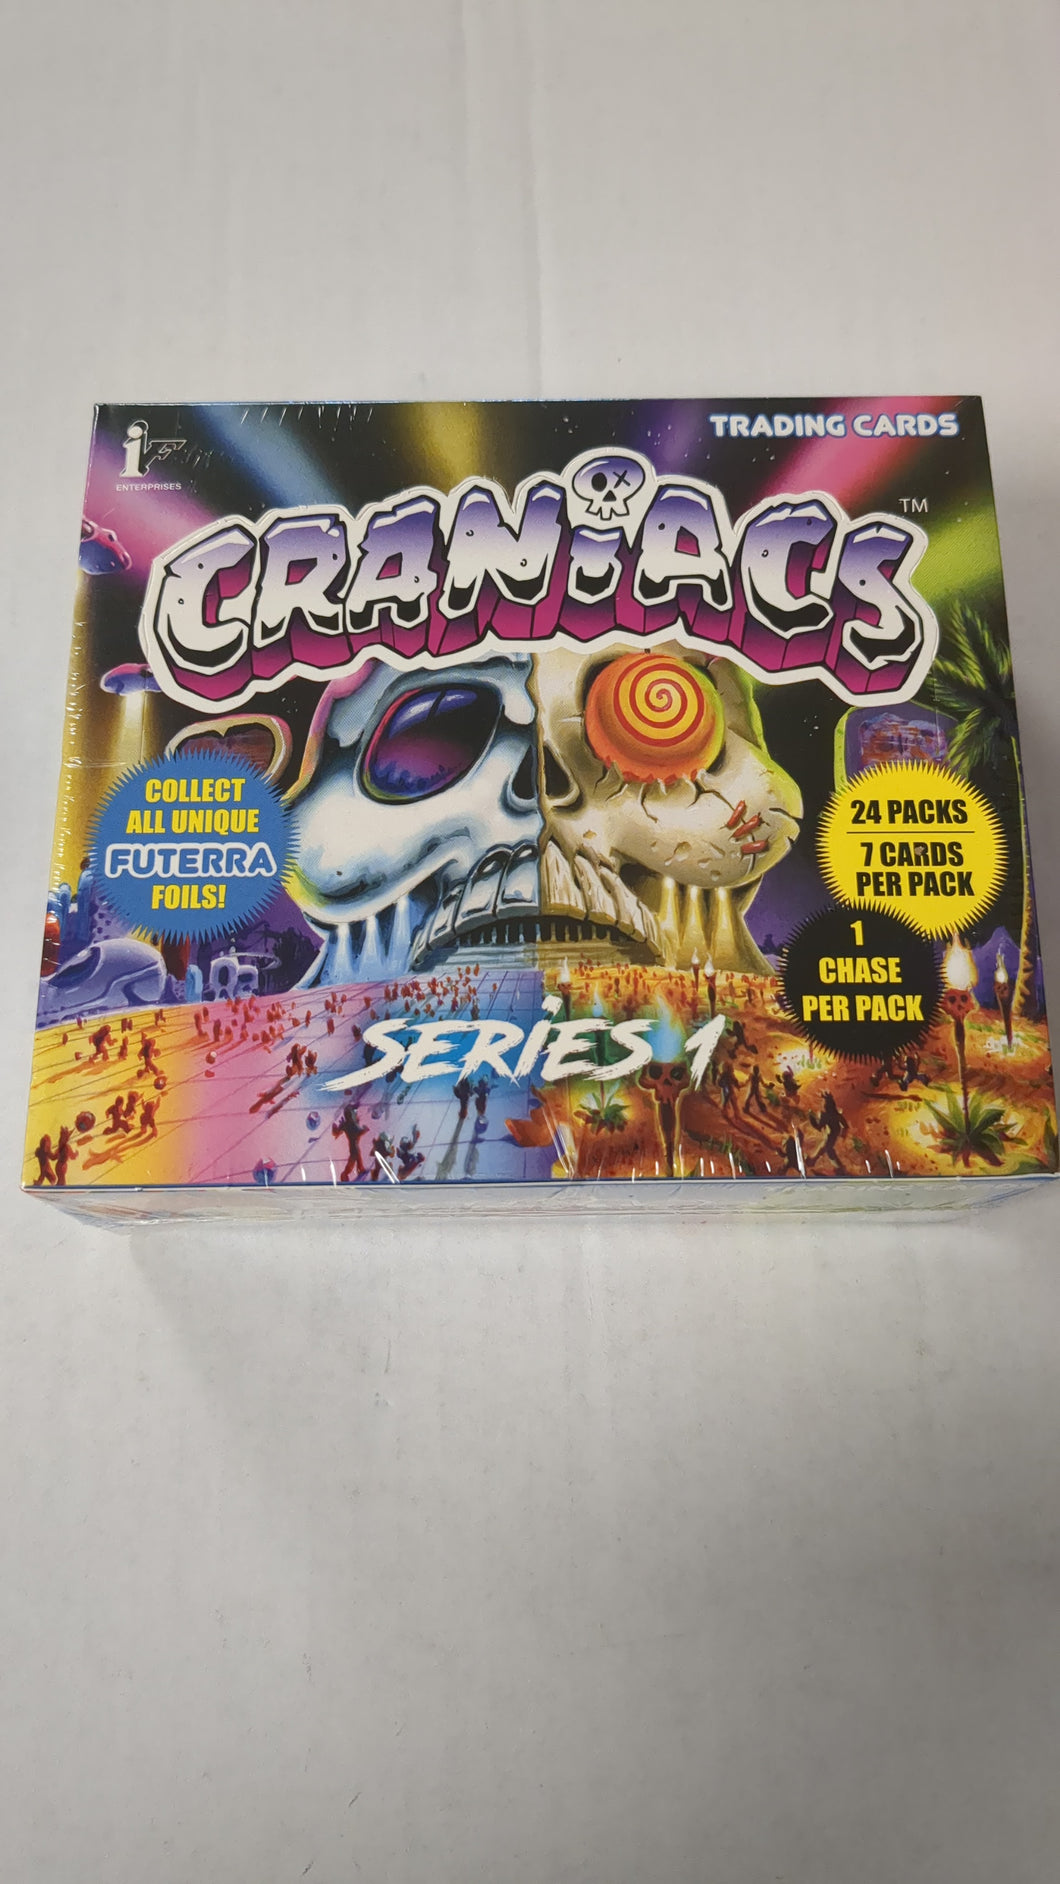 TRADING CARDS
iF
ENTERPRISES
CRANiACS
TM
COLLECT
ALL UNIQUE
FUTERRA
FOILS!
24 PACKS
7 CARDS
PER PACK
1
CHASE
PER PACK
SERiES 1